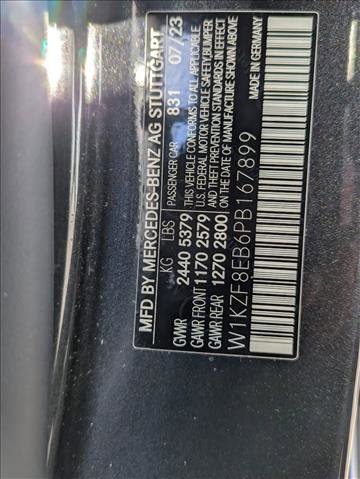 MFD BY MERCEDES-BENZ AG STUTTGART
PASSENGER CAR 831 07/23
KG LBS
GWWR 2440 5379
GAWR FRONT 1170 2579
GAWR REAR 1270 2800
THIS VEHICLE CONFORMS TO ALL APPLICABLE
U.S. FEDERAL MOTOR VEHICLE SAFETY, BUMPER
AND THEFT PREVENTION STANDARDS IN EFFECT
ON DATE OF MANUFACTURE SHOWN ABOVE.
MADE IN GERMANY
W1KZF8EB6PB167899